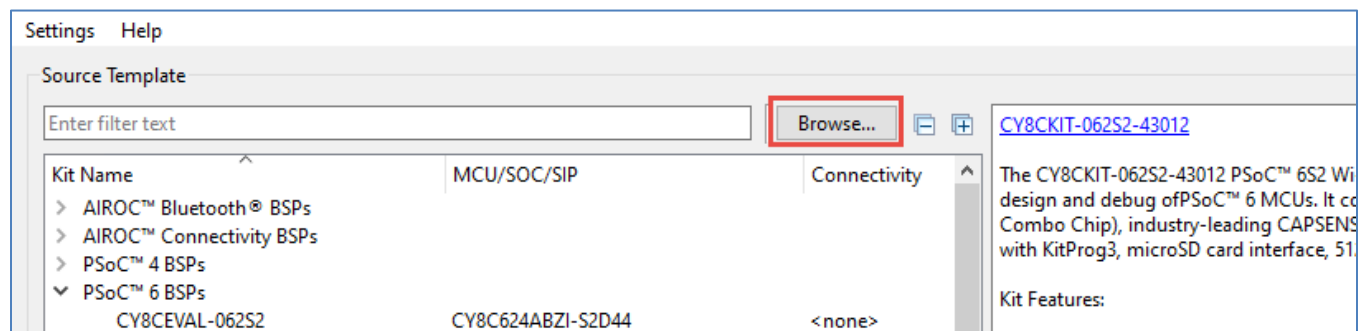 Settings Help
Source Template
Enter filter text
Browse...
Kit Name MCU/SOC/SIP Connectivity
AIROC™ Bluetooth® BSPs
AIROC™ Connectivity BSPs
PSoC™ 4 BSPs
PSoC™ 6 BSPs
CY8CEVAL-062S2 CY8C624ABZI-S2D44 <none>
CY8CKIT-062S2-43012
The CY8CKIT-062S2-43012 PSoC™ 6S2 Wi
design and debug ofPSoC™ 6 MCUs. It co
Combo Chip), industry-leading CAPSENS
with KitProg3, microSD card interface, 51
Kit Features: